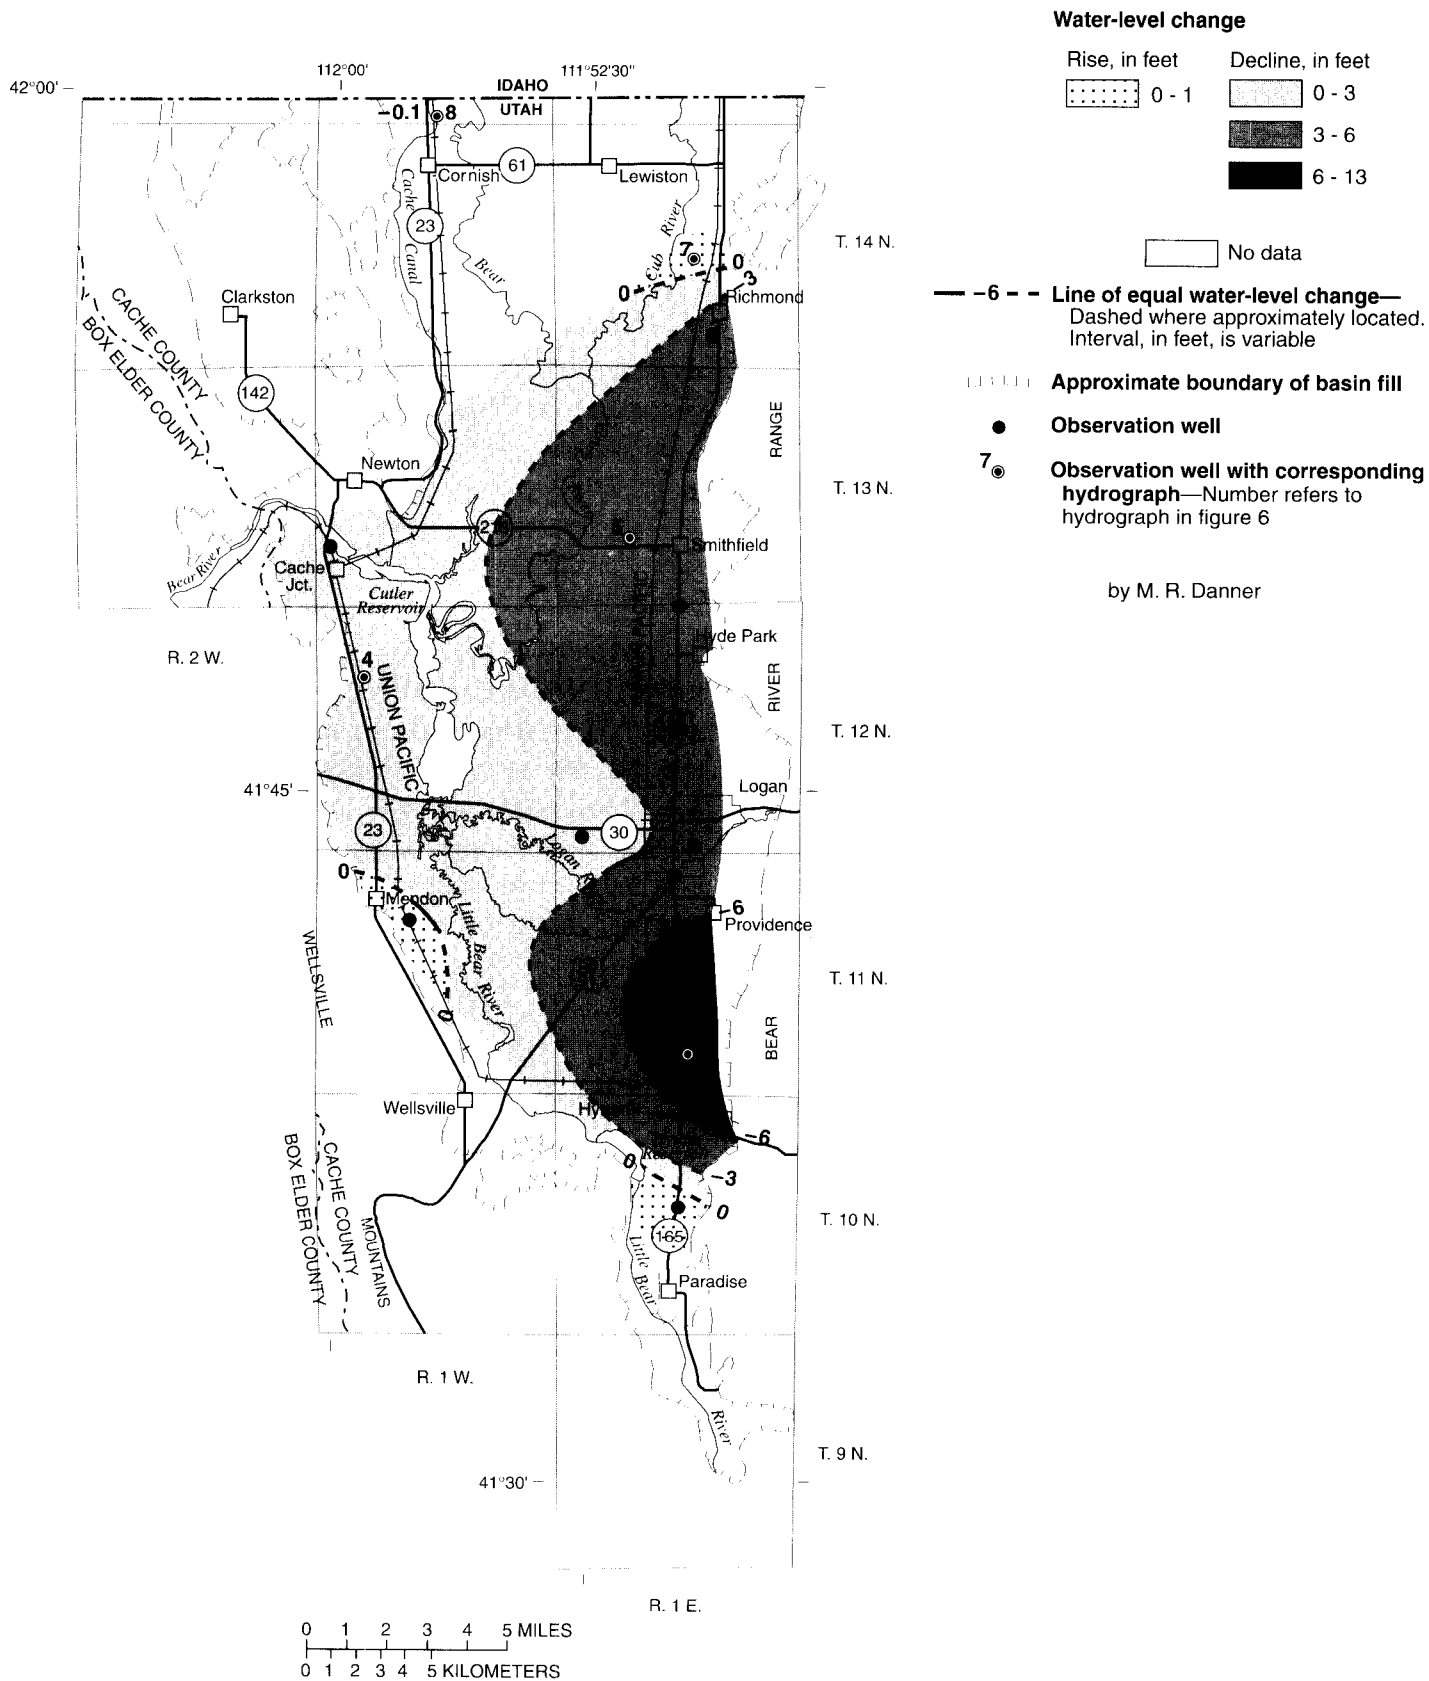 Water-level change
Rise, in feet
Decline, in feet
0 - 1
0 - 3
3 - 6
6 - 13
No data
−6
Line of equal water-level change—
Dashed where approximately located.
Interval, in feet, is variable
Approximate boundary of basin fill
Observation well
7
Observation well with corresponding
hydrograph—Number refers to
hydrograph in figure 6
by M. R. Danner
42°00'
112°00'
111°52'30"
IDAHO
UTAH
−0.1
8
Cornish
61
Lewiston
Cache
Canal
23
Bear
River
Cub
7
0
0
−3
Richmond
T. 14 N.
Clarkston
CACHE COUNTY
BOX ELDER COUNTY
142
RANGE
Newton
T. 13 N.
Smithfield
Bear River
Cache
Jct.
Cutler
Reservoir
Hyde Park
R. 2 W.
4
UNION PACIFIC
RIVER
T. 12 N.
41°45'
Logan
23
30
Logan
0
Mendon
−6
Providence
WELLSVILLE
Little Bear River
T. 11 N.
0
BEAR
Wellsville
−6
0
−3
0
CACHE COUNTY
BOX ELDER COUNTY
MOUNTAINS
T. 10 N.
165
Little Bear
Paradise
R. 1 W.
River
T. 9 N.
41°30'
R. 1 E.
0 1 2 3 4 5 MILES
0 1 2 3 4 5 KILOMETERS